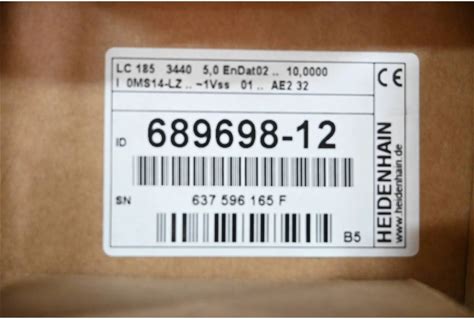 LC 185 3440 5,0 EnDat02 .. 10,0000
I 0MS14-LZ .. ~1Vss 01 .. AE2 32
CE
ID 689698-12
SN 637 596 165 F
B5
HEIDENHAIN
www.heidenhain.de